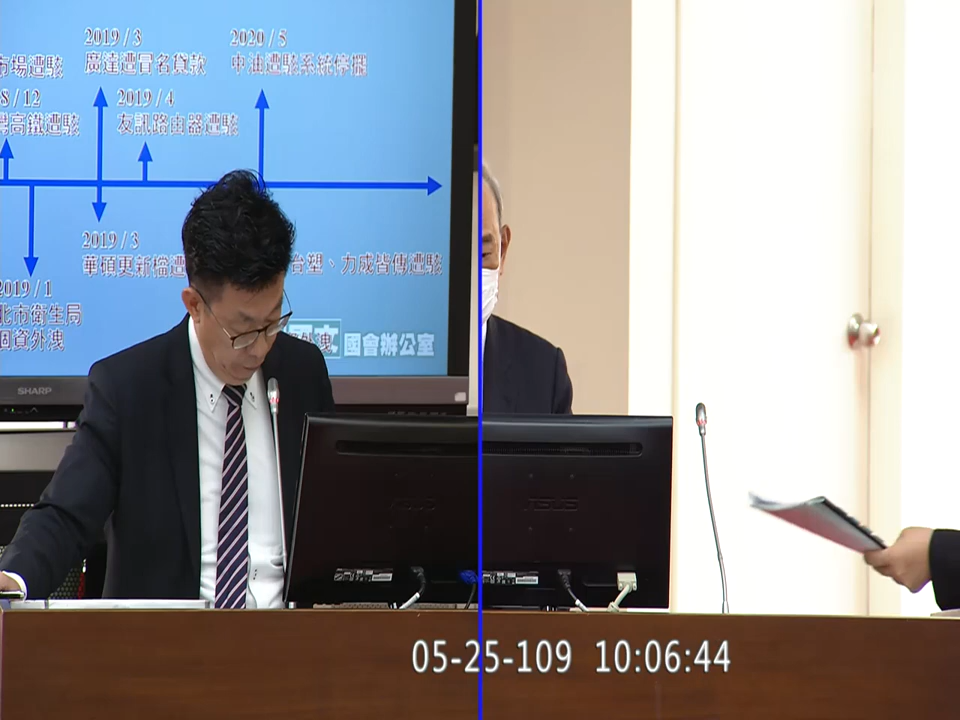 2019 / 3
2020 / 5
市場遭駭
廣達遭冒名貸款
中油遭駭系統停擺
8 / 12
2019 / 4
灣高鐵遭駭
友訊路由器遭駭
2019 / 3
華碩更新檔遭
台塑、力成皆傳遭駭
2019 / 1
北市衛生局
個資外洩
國會辦公室
SHARP
ASUS
05-25-109 10:06:44